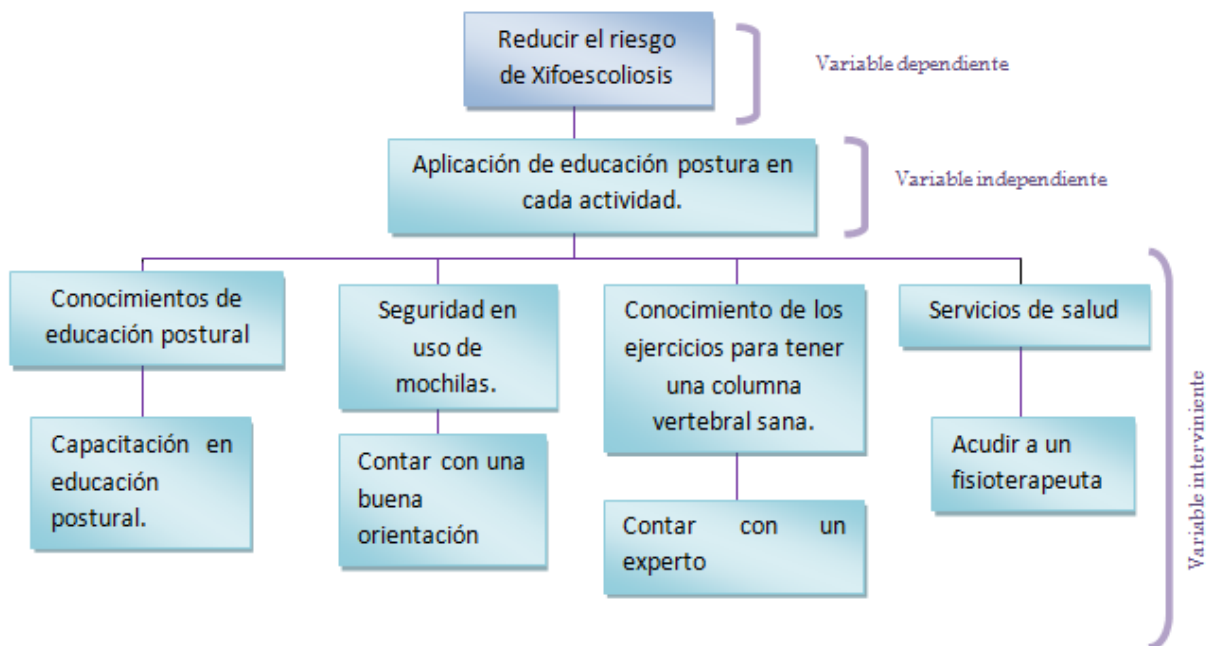 Reducir el riesgo
de Xifoescoliosis
Variable dependiente
Aplicación de educación postura en
cada actividad.
Variable independiente
Conocimientos de
educación postural
Seguridad en
uso de
mochilas.
Conocimiento de los
ejercicios para tener
una columna
vertebral sana.
Servicios de salud
Capacitación en
educación
postural.
Contar con una
buena
orientación
Contar con un
experto
Acudir a un
fisioterapeuta
Variable interviniente